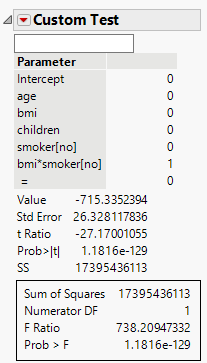 Custom Test
Parameter
Intercept 0
age 0
bmi 0
children 0
smoker[no] 0
bmi*smoker[no] 1
= 0
Value -715.3352394
Std Error 26.328117836
t Ratio -27.17001055
Prob>|t| 1.1816e-129
SS 17395436113
Sum of Squares 17395436113
Numerator DF 1
F Ratio 738.20947332
Prob > F 1.1816e-129